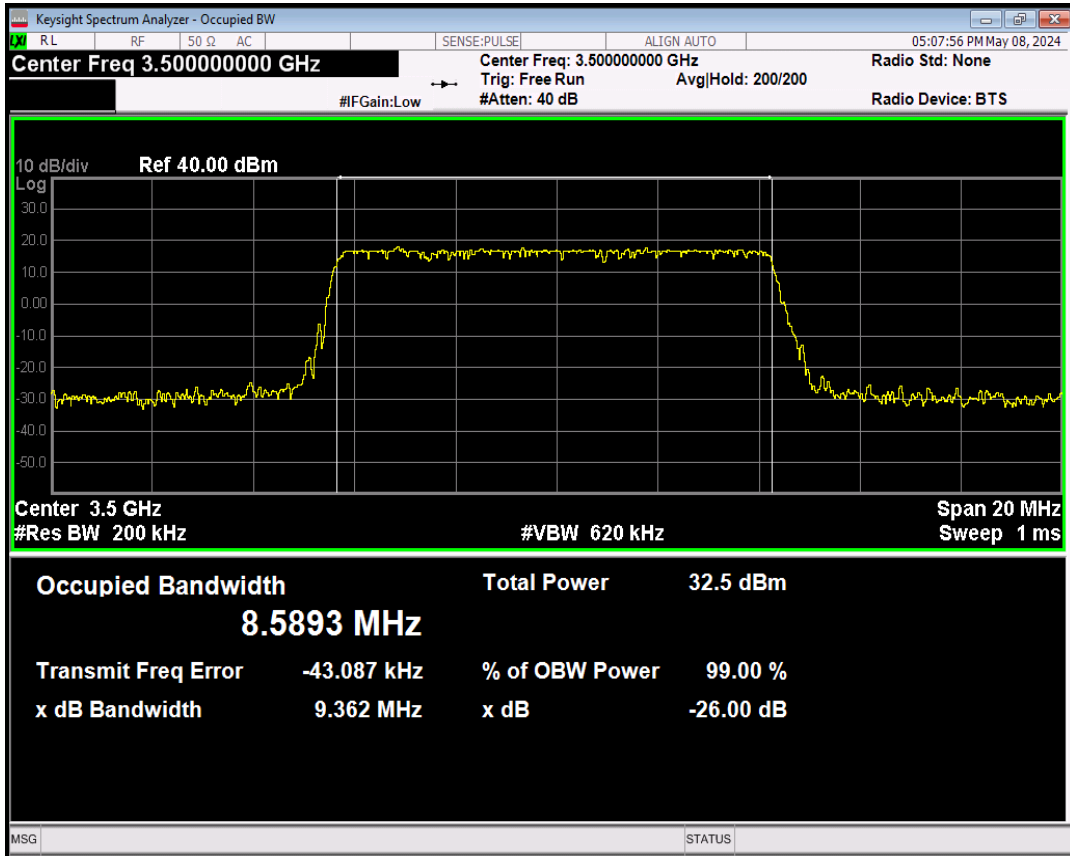 Keysight Spectrum Analyzer - Occupied BW
LXI RL RF 50 Ω AC SENSE:PULSE ALIGN AUTO 05:07:56 PM May 08, 2024
Center Freq 3.500000000 GHz Center Freq: 3.500000000 GHz Radio Std: None
Trig: Free Run Avg|Hold: 200/200
#IFGain:Low #Atten: 40 dB Radio Device: BTS
10 dB/div Ref 40.00 dBm
Log
30.0
20.0
10.0
0.00
-10.0
-20.0
-30.0
-40.0
-50.0
Center 3.5 GHz Span 20 MHz
#Res BW 200 kHz #VBW 620 kHz Sweep 1 ms
Occupied Bandwidth Total Power 32.5 dBm
8.5893 MHz
Transmit Freq Error -43.087 kHz % of OBW Power 99.00 %
x dB Bandwidth 9.362 MHz x dB -26.00 dB
MSG STATUS